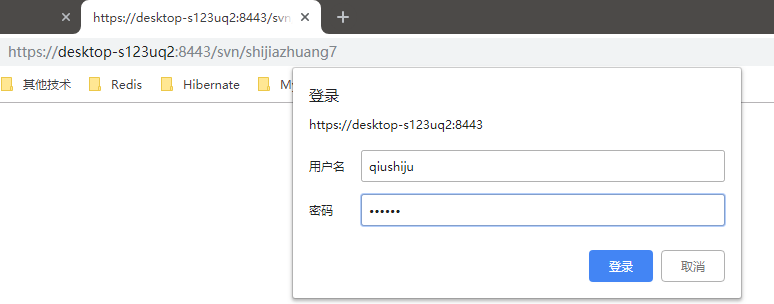 https://desktop-s123uq2:8443/svn
https://desktop-s123uq2:8443/svn/shijiazhuang7
其他技术 Redis Hibernate My
登录
https://desktop-s123uq2:8443
用户名 qiushiju
密码 ••••••
登录 取消